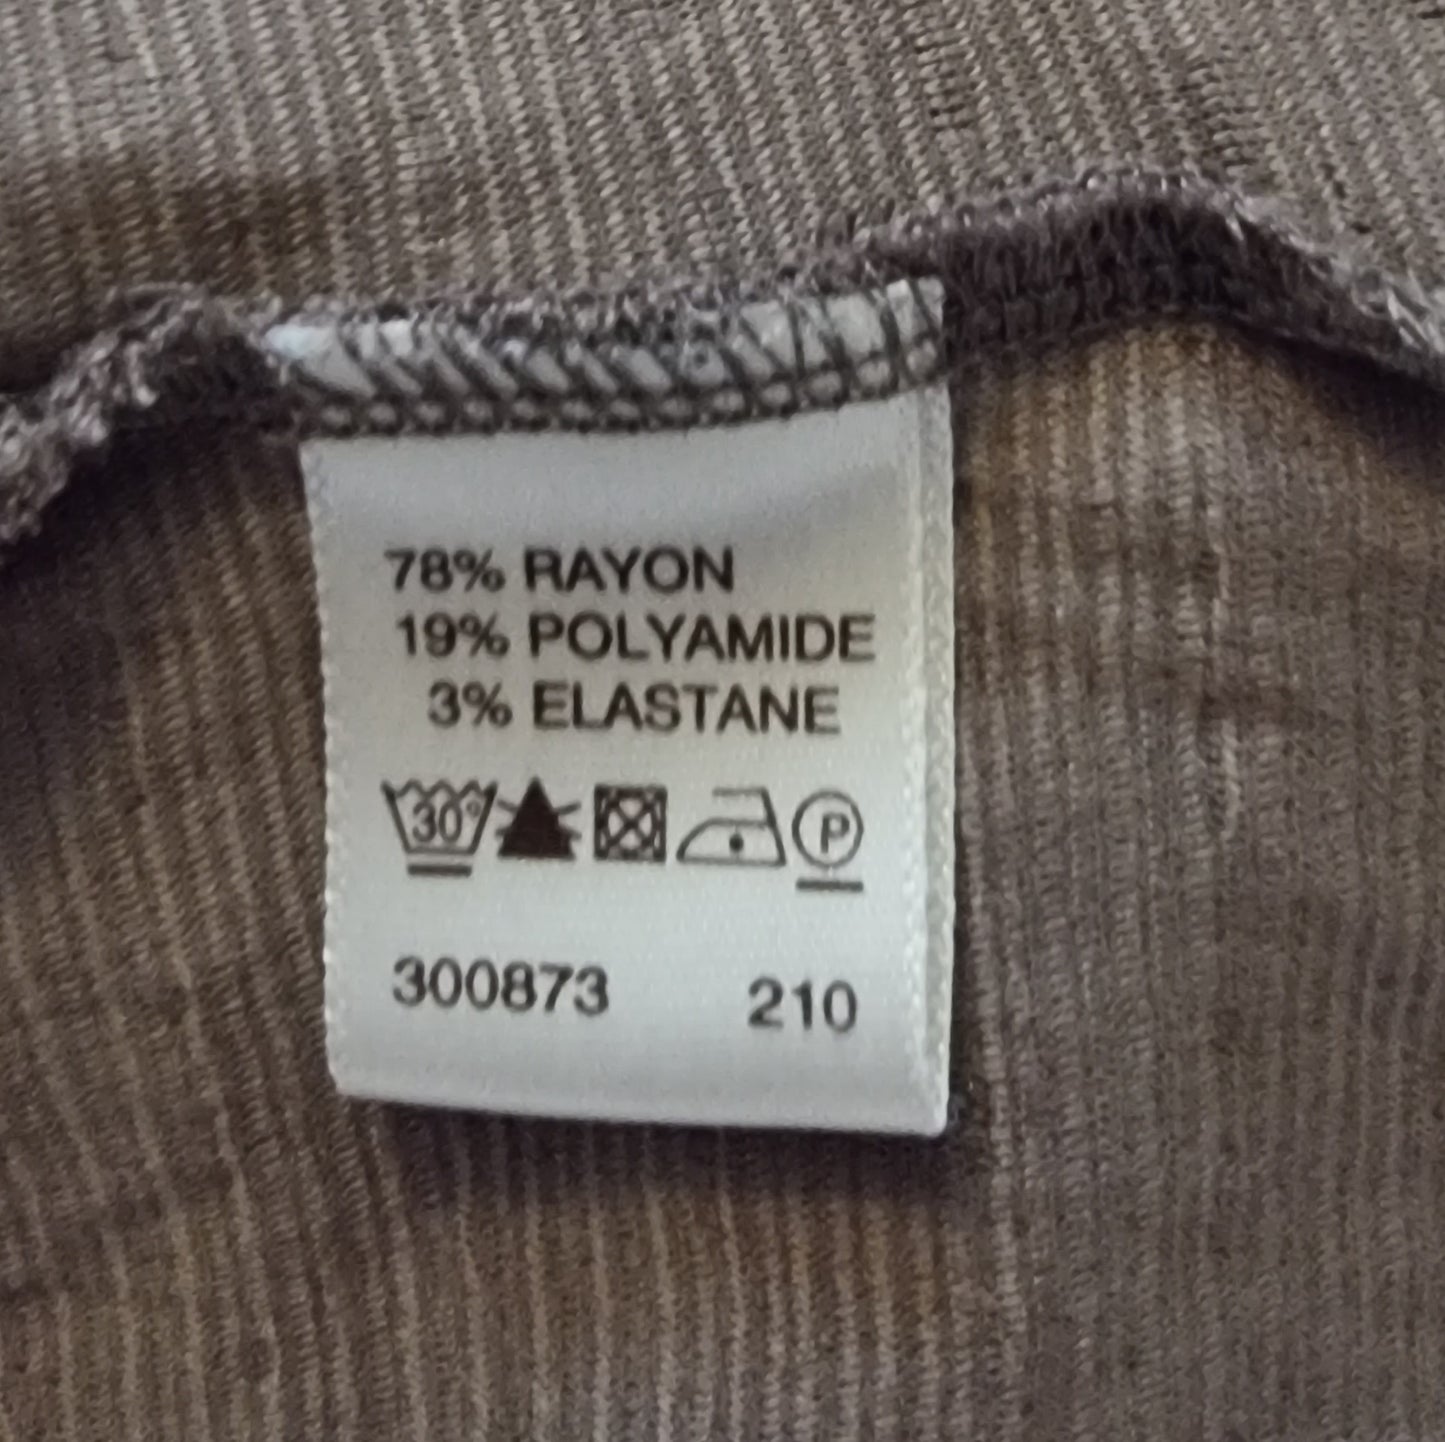 78% RAYON
19% POLYAMIDE
3% ELASTANE
30° P
300873 210